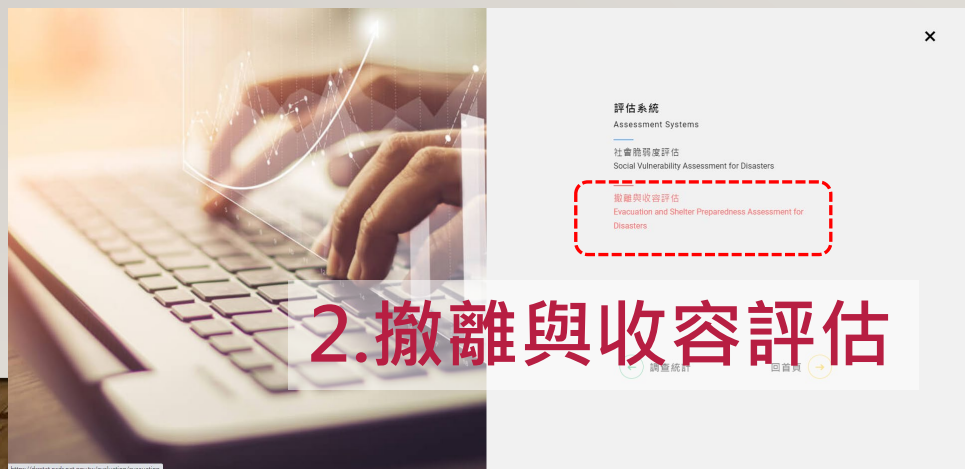 ×
評估系統
Assessment Systems
社會脆弱度評估
Social Vulnerability Assessment for Disasters
撤離與收容評估
Evacuation and Shelter Preparedness Assessment for
Disasters
2.撤離與收容評估
← 調查統計
回首頁 →